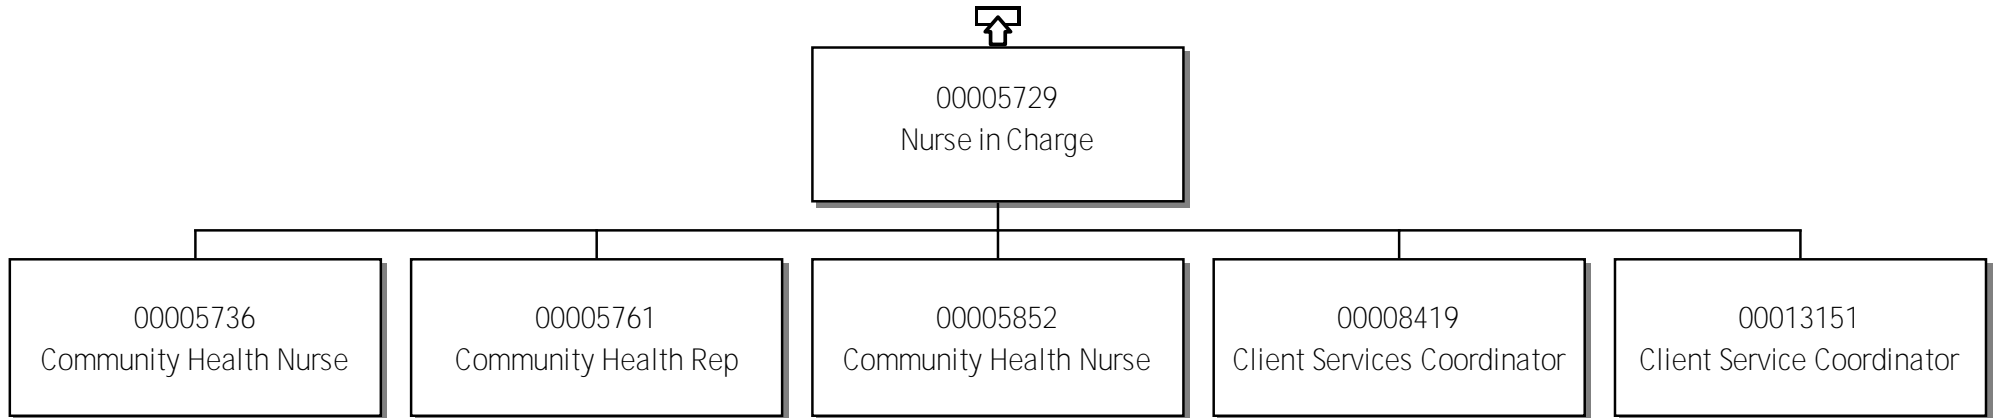 00005729
Nurse in Charge
00005736
Community Health Nurse
00005761
Community Health Rep
00005852
Community Health Nurse
00008419
Client Services Coordinator
00013151
Client Service Coordinator